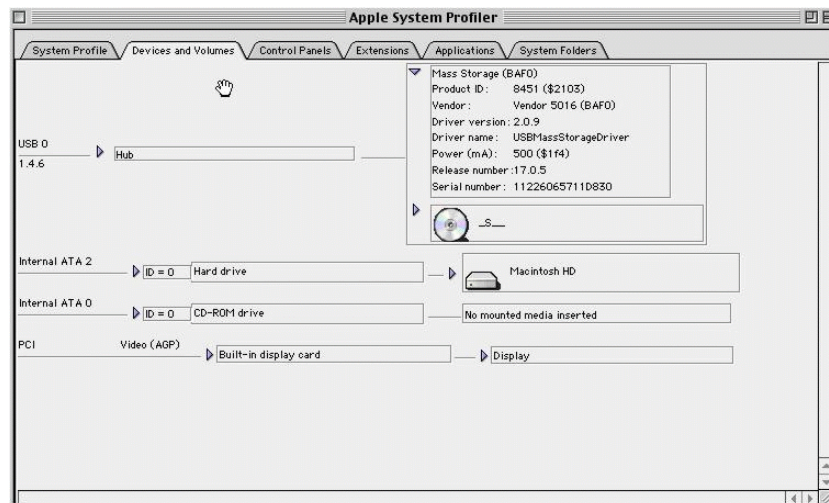 Apple System Profiler
System Profile
Devices and Volumes
Control Panels
Extensions
Applications
System Folders
Mass Storage (BAF0)
Product ID: 8451 ($2103)
Vendor: Vendor 5016 (BAF0)
Driver version: 2.0.9
Driver name: USBMassStorageDriver
Power (mA): 500 ($1f4)
Release number: 17.0.5
Serial number: 11226065711D830
USB 0
1.4.6
Hub
_S__
Internal ATA 2
ID = 0
Hard drive
Macintosh HD
Internal ATA 0
ID = 0
CD-ROM drive
No mounted media inserted
PCI
Video (AGP)
Built-in display card
Display